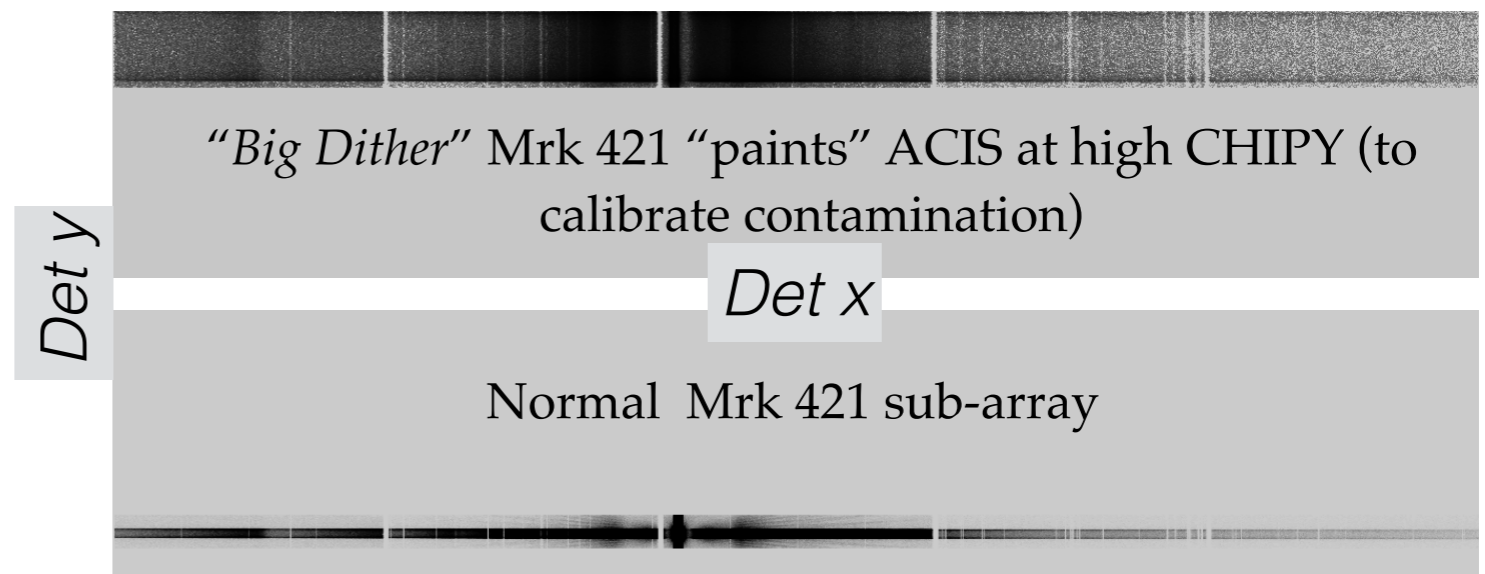 “Big Dither” Mrk 421 “paints” ACIS at high CHIPY (to
calibrate contamination)
Det y
Det x
Normal Mrk 421 sub-array